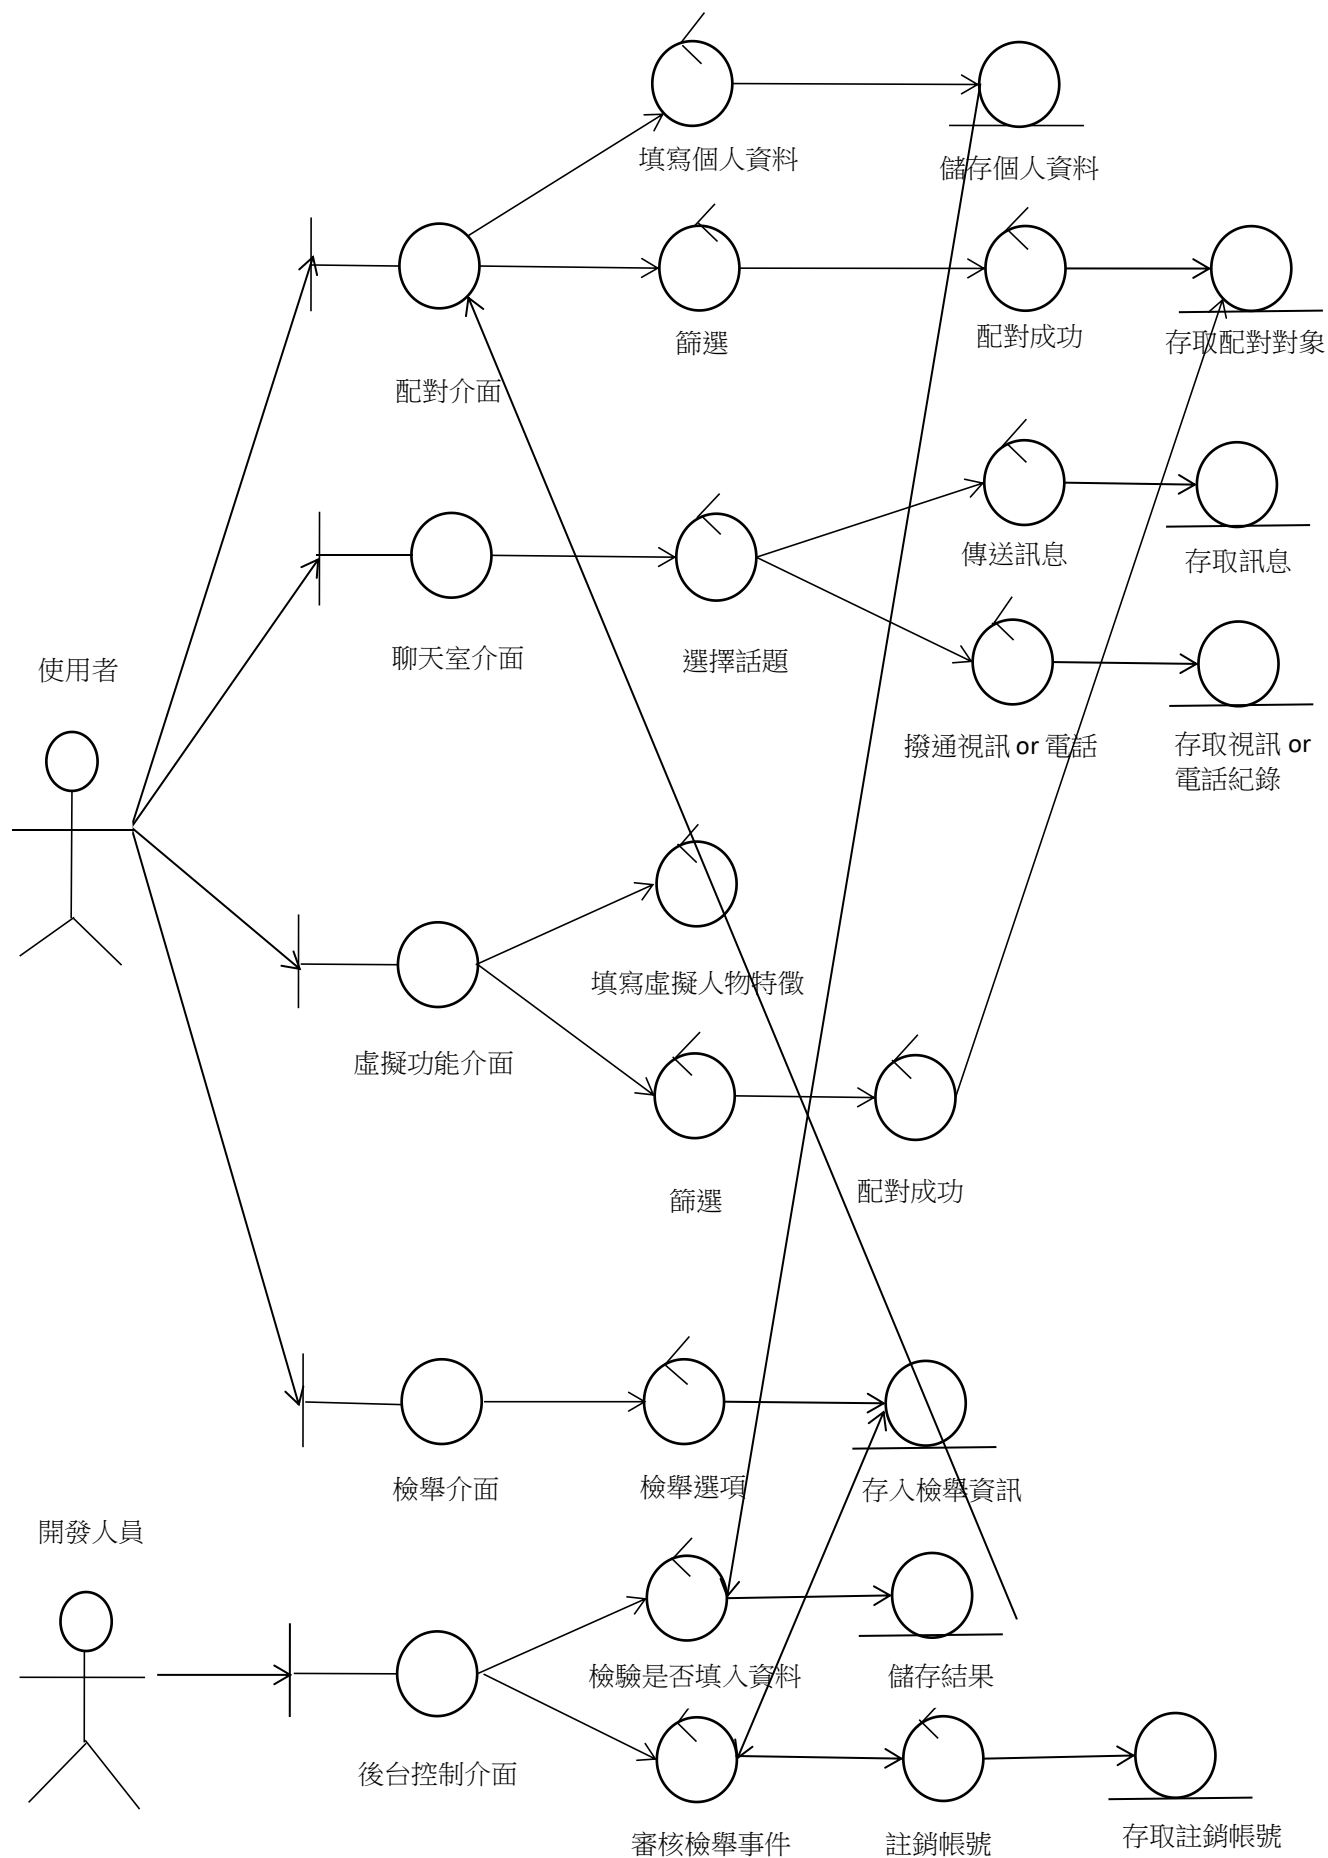 填寫個人資料
儲存個人資料
篩選
配對成功
存取配對對象
配對介面
傳送訊息
存取訊息
聊天室介面
選擇話題
使用者
撥通視訊 or 電話
存取視訊 or
電話紀錄
填寫虛擬人物特徵
虛擬功能介面
篩選
配對成功
檢舉介面
檢舉選項
存入檢舉資訊
開發人員
檢驗是否填入資料
儲存結果
後台控制介面
審核檢舉事件
註銷帳號
存取註銷帳號